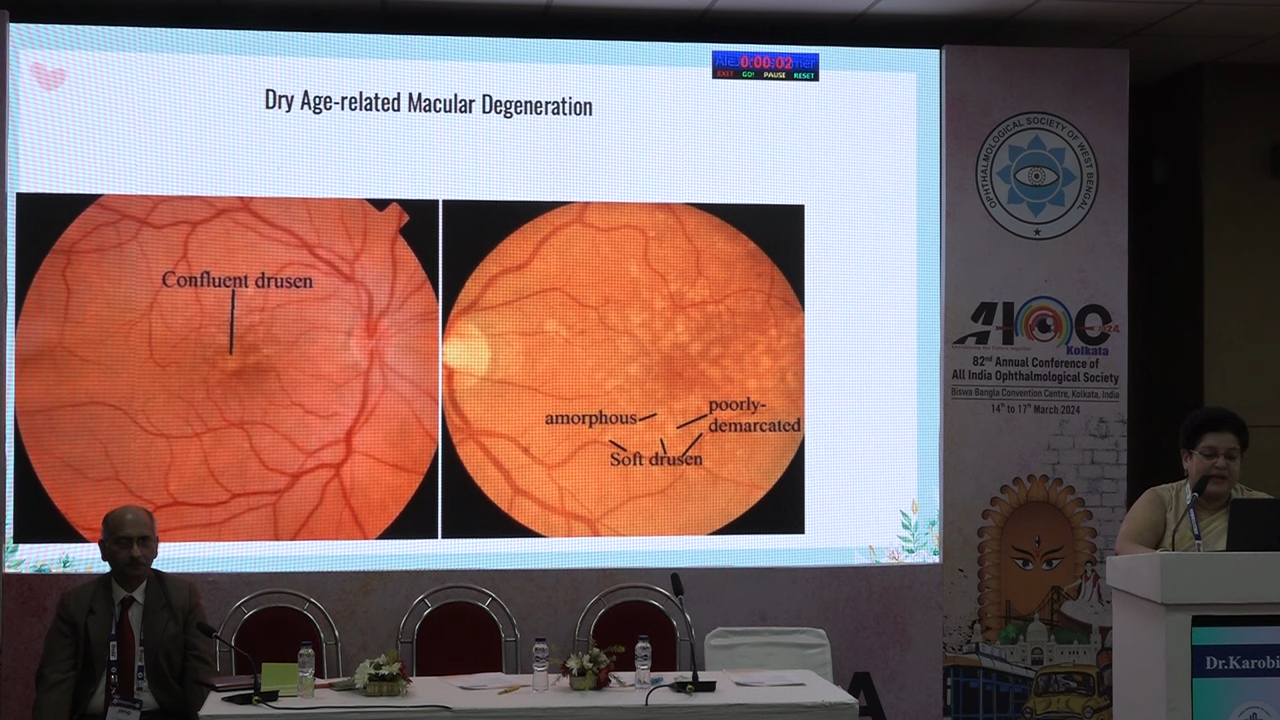 0:00:02
EXIT GO! PAUSE RESET
Dry Age-related Macular Degeneration
Confluent drusen
amorphous
poorly-
demarcated
Soft drusen
OPHTHALMOLOGICAL SOCIETY OF WEST BENGAL
AIOC 2024
Kolkata
82nd Annual Conference of
All India Ophthalmological Society
Biswa Bangla Convention Centre, Kolkata, India
14th to 17th March 2024
Dr.Karobi